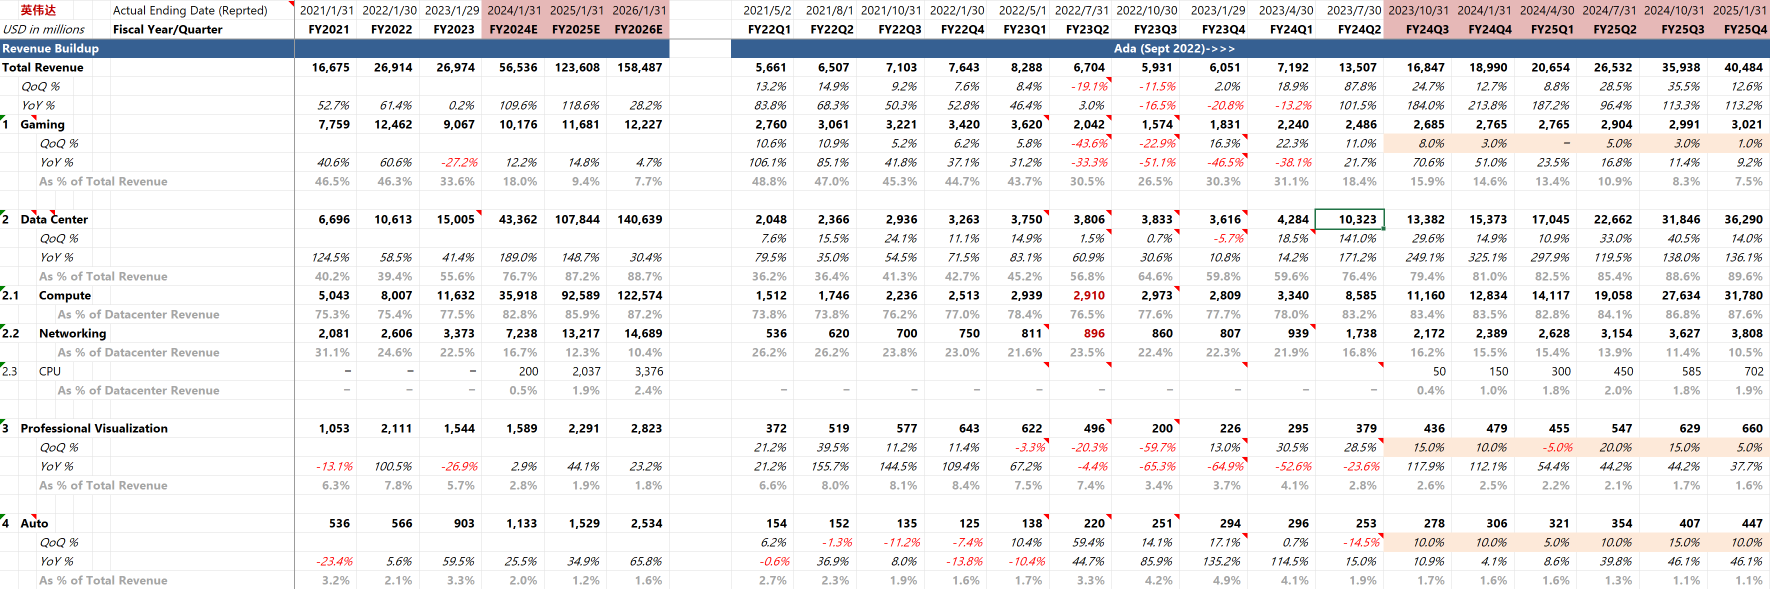 英伟达 Actual Ending Date (Reprted) 2021/1/31 2022/1/30 2023/1/29 2024/1/31 2025/1/31 2026/1/31 2021/5/2 2021/8/1 2021/10/31 2022/1/30 2022/5/1 2022/7/31 2022/10/30 2023/1/29 2023/4/30 2023/7/30 2023/10/31 2024/1/31 2024/4/30 2024/7/31 2024/10/31 2025/1/31
USD in millions Fiscal Year/Quarter FY2021 FY2022 FY2023 FY2024E FY2025E FY2026E FY22Q1 FY22Q2 FY22Q3 FY22Q4 FY23Q1 FY23Q2 FY23Q3 FY23Q4 FY24Q1 FY24Q2 FY24Q3 FY24Q4 FY25Q1 FY25Q2 FY25Q3 FY25Q4
Revenue Buildup Ada (Sept 2022)->>>
Total Revenue 16,675 26,914 26,974 56,536 123,608 158,487 5,661 6,507 7,103 7,643 8,288 6,704 5,931 6,051 7,192 13,507 16,847 18,990 20,654 26,532 35,938 40,484
QoQ % 13.2% 14.9% 9.2% 7.6% 8.4% -19.1% -11.5% 2.0% 18.9% 87.8% 24.7% 12.7% 8.8% 28.5% 35.5% 12.6%
YoY % 52.7% 61.4% 0.2% 109.6% 118.6% 28.2% 83.8% 68.3% 50.3% 52.8% 46.4% 3.0% -16.5% -20.8% -13.2% 101.5% 184.0% 213.8% 187.2% 96.4% 113.3% 113.2%
1 Gaming 7,759 12,462 9,067 10,176 11,681 12,227 2,760 3,061 3,221 3,420 3,620 2,042 1,574 1,831 2,240 2,486 2,685 2,765 2,765 2,904 2,991 3,021
QoQ % 10.6% 10.9% 5.2% 6.2% 5.8% -43.6% -22.9% 16.3% 22.3% 11.0% 8.0% 3.0% – 5.0% 3.0% 1.0%
YoY % 40.6% 60.6% -27.2% 12.2% 14.8% 4.7% 106.1% 85.1% 41.8% 37.1% 31.2% -33.3% -51.1% -46.5% -38.1% 21.7% 70.6% 51.0% 23.5% 16.8% 11.4% 9.2%
As % of Total Revenue 46.5% 46.3% 33.6% 18.0% 9.4% 7.7% 48.8% 47.0% 45.3% 44.7% 43.7% 30.5% 26.5% 30.3% 31.1% 18.4% 15.9% 14.6% 13.4% 10.9% 8.3% 7.5%
2 Data Center 6,696 10,613 15,005 43,362 107,844 140,639 2,048 2,366 2,936 3,263 3,750 3,806 3,833 3,616 4,284 10,323 13,382 15,373 17,045 22,662 31,846 36,290
QoQ % 7.6% 15.5% 24.1% 11.1% 14.9% 1.5% 0.7% -5.7% 18.5% 141.0% 29.6% 14.9% 10.9% 33.0% 40.5% 14.0%
YoY % 124.5% 58.5% 41.4% 189.0% 148.7% 30.4% 79.5% 35.0% 54.5% 71.5% 83.1% 60.9% 30.6% 10.8% 14.2% 171.2% 249.1% 325.1% 297.9% 119.5% 138.0% 136.1%
As % of Total Revenue 40.2% 39.4% 55.6% 76.7% 87.2% 88.7% 36.2% 36.4% 41.3% 42.7% 45.2% 56.8% 64.6% 59.8% 59.6% 76.4% 79.4% 81.0% 82.5% 85.4% 88.6% 89.6%
2.1 Compute 5,043 8,007 11,632 35,918 92,589 122,574 1,512 1,746 2,236 2,513 2,939 2,910 2,973 2,809 3,340 8,585 11,160 12,834 14,117 19,058 27,634 31,780
As % of Datacenter Revenue 75.3% 75.4% 77.5% 82.8% 85.9% 87.2% 73.8% 73.8% 76.2% 77.0% 78.4% 76.5% 77.6% 77.7% 78.0% 83.2% 83.4% 83.5% 82.8% 84.1% 86.8% 87.6%
2.2 Networking 2,081 2,606 3,373 7,238 13,217 14,689 536 620 700 750 811 896 860 807 939 1,738 2,172 2,389 2,628 3,154 3,627 3,808
As % of Datacenter Revenue 31.1% 24.6% 22.5% 16.7% 12.3% 10.4% 26.2% 26.2% 23.8% 23.0% 21.6% 23.5% 22.4% 22.3% 21.9% 16.8% 16.2% 15.5% 15.4% 13.9% 11.4% 10.5%
2.3 CPU – – – 200 2,037 3,376 50 150 300 450 585 702
As % of Datacenter Revenue – – – 0.5% 1.9% 2.4% – – – – – – – – – – 0.4% 1.0% 1.8% 2.0% 1.8% 1.9%
3 Professional Visualization 1,053 2,111 1,544 1,589 2,291 2,823 372 519 577 643 622 496 200 226 295 379 436 479 455 547 629 660
QoQ % 21.2% 39.5% 11.2% 11.4% -3.3% -20.3% -59.7% 13.0% 30.5% 28.5% 15.0% 10.0% -5.0% 20.0% 15.0% 5.0%
YoY % -13.1% 100.5% -26.9% 2.9% 44.1% 23.2% 21.2% 155.7% 144.5% 109.4% 67.2% -4.4% -65.3% -64.9% -52.6% -23.6% 117.9% 112.1% 54.4% 44.2% 44.2% 37.7%
As % of Total Revenue 6.3% 7.8% 5.7% 2.8% 1.9% 1.8% 6.6% 8.0% 8.1% 8.4% 7.5% 7.4% 3.4% 3.7% 4.1% 2.8% 2.6% 2.5% 2.2% 2.1% 1.7% 1.6%
4 Auto 536 566 903 1,133 1,529 2,534 154 152 135 125 138 220 251 294 296 253 278 306 321 354 407 447
QoQ % 6.2% -1.3% -11.2% -7.4% 10.4% 59.4% 14.1% 17.1% 0.7% -14.5% 10.0% 10.0% 5.0% 10.0% 15.0% 10.0%
YoY % -23.4% 5.6% 59.5% 25.5% 34.9% 65.8% -0.6% 36.9% 8.0% -13.8% -10.4% 44.7% 85.9% 135.2% 114.5% 15.0% 10.9% 4.1% 8.6% 39.8% 46.1% 46.1%
As % of Total Revenue 3.2% 2.1% 3.3% 2.0% 1.2% 1.6% 2.7% 2.3% 1.9% 1.6% 1.7% 3.3% 4.2% 4.9% 4.1% 1.9% 1.7% 1.6% 1.6% 1.3% 1.1% 1.1%